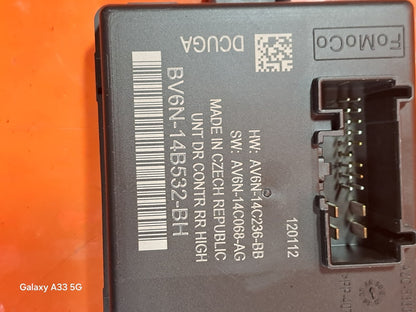 FoMoCo
DCUGA
HW: AV6N-14C236-BB
SW: AV6N-14C068-AG
MADE IN CZECH REPUBLIC
UNT DR CONTR RR HIGH
BV6N-14B532-BH
120112
Galaxy A33 5G